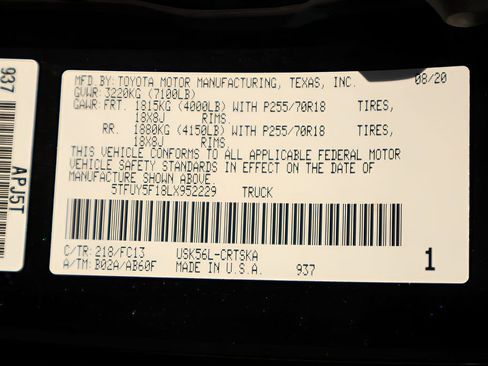 MFD.BY: TOYOTA MOTOR MANUFACTURING, TEXAS, INC. 08/20
GVWR: 3220KG (7100LB)
GAWR: FRT. 1815KG (4000LB) WITH P255/70R18 TIRES,
18X8J RIMS.
RR. 1880KG (4150LB) WITH P255/70R18 TIRES,
18X8J RIMS
THIS VEHICLE CONFORMS TO ALL APPLICABLE FEDERAL MOTOR
VEHICLE SAFETY STANDARDS IN EFFECT ON THE DATE OF
MANUFACTURE SHOWN ABOVE.
5TFUY5F18LX952229 TRUCK
C/TR: 218/FC13 USK56L-CRTSKA
A/TM: B02A/AB60F MADE IN U.S.A. 937 1
937
APJ5T